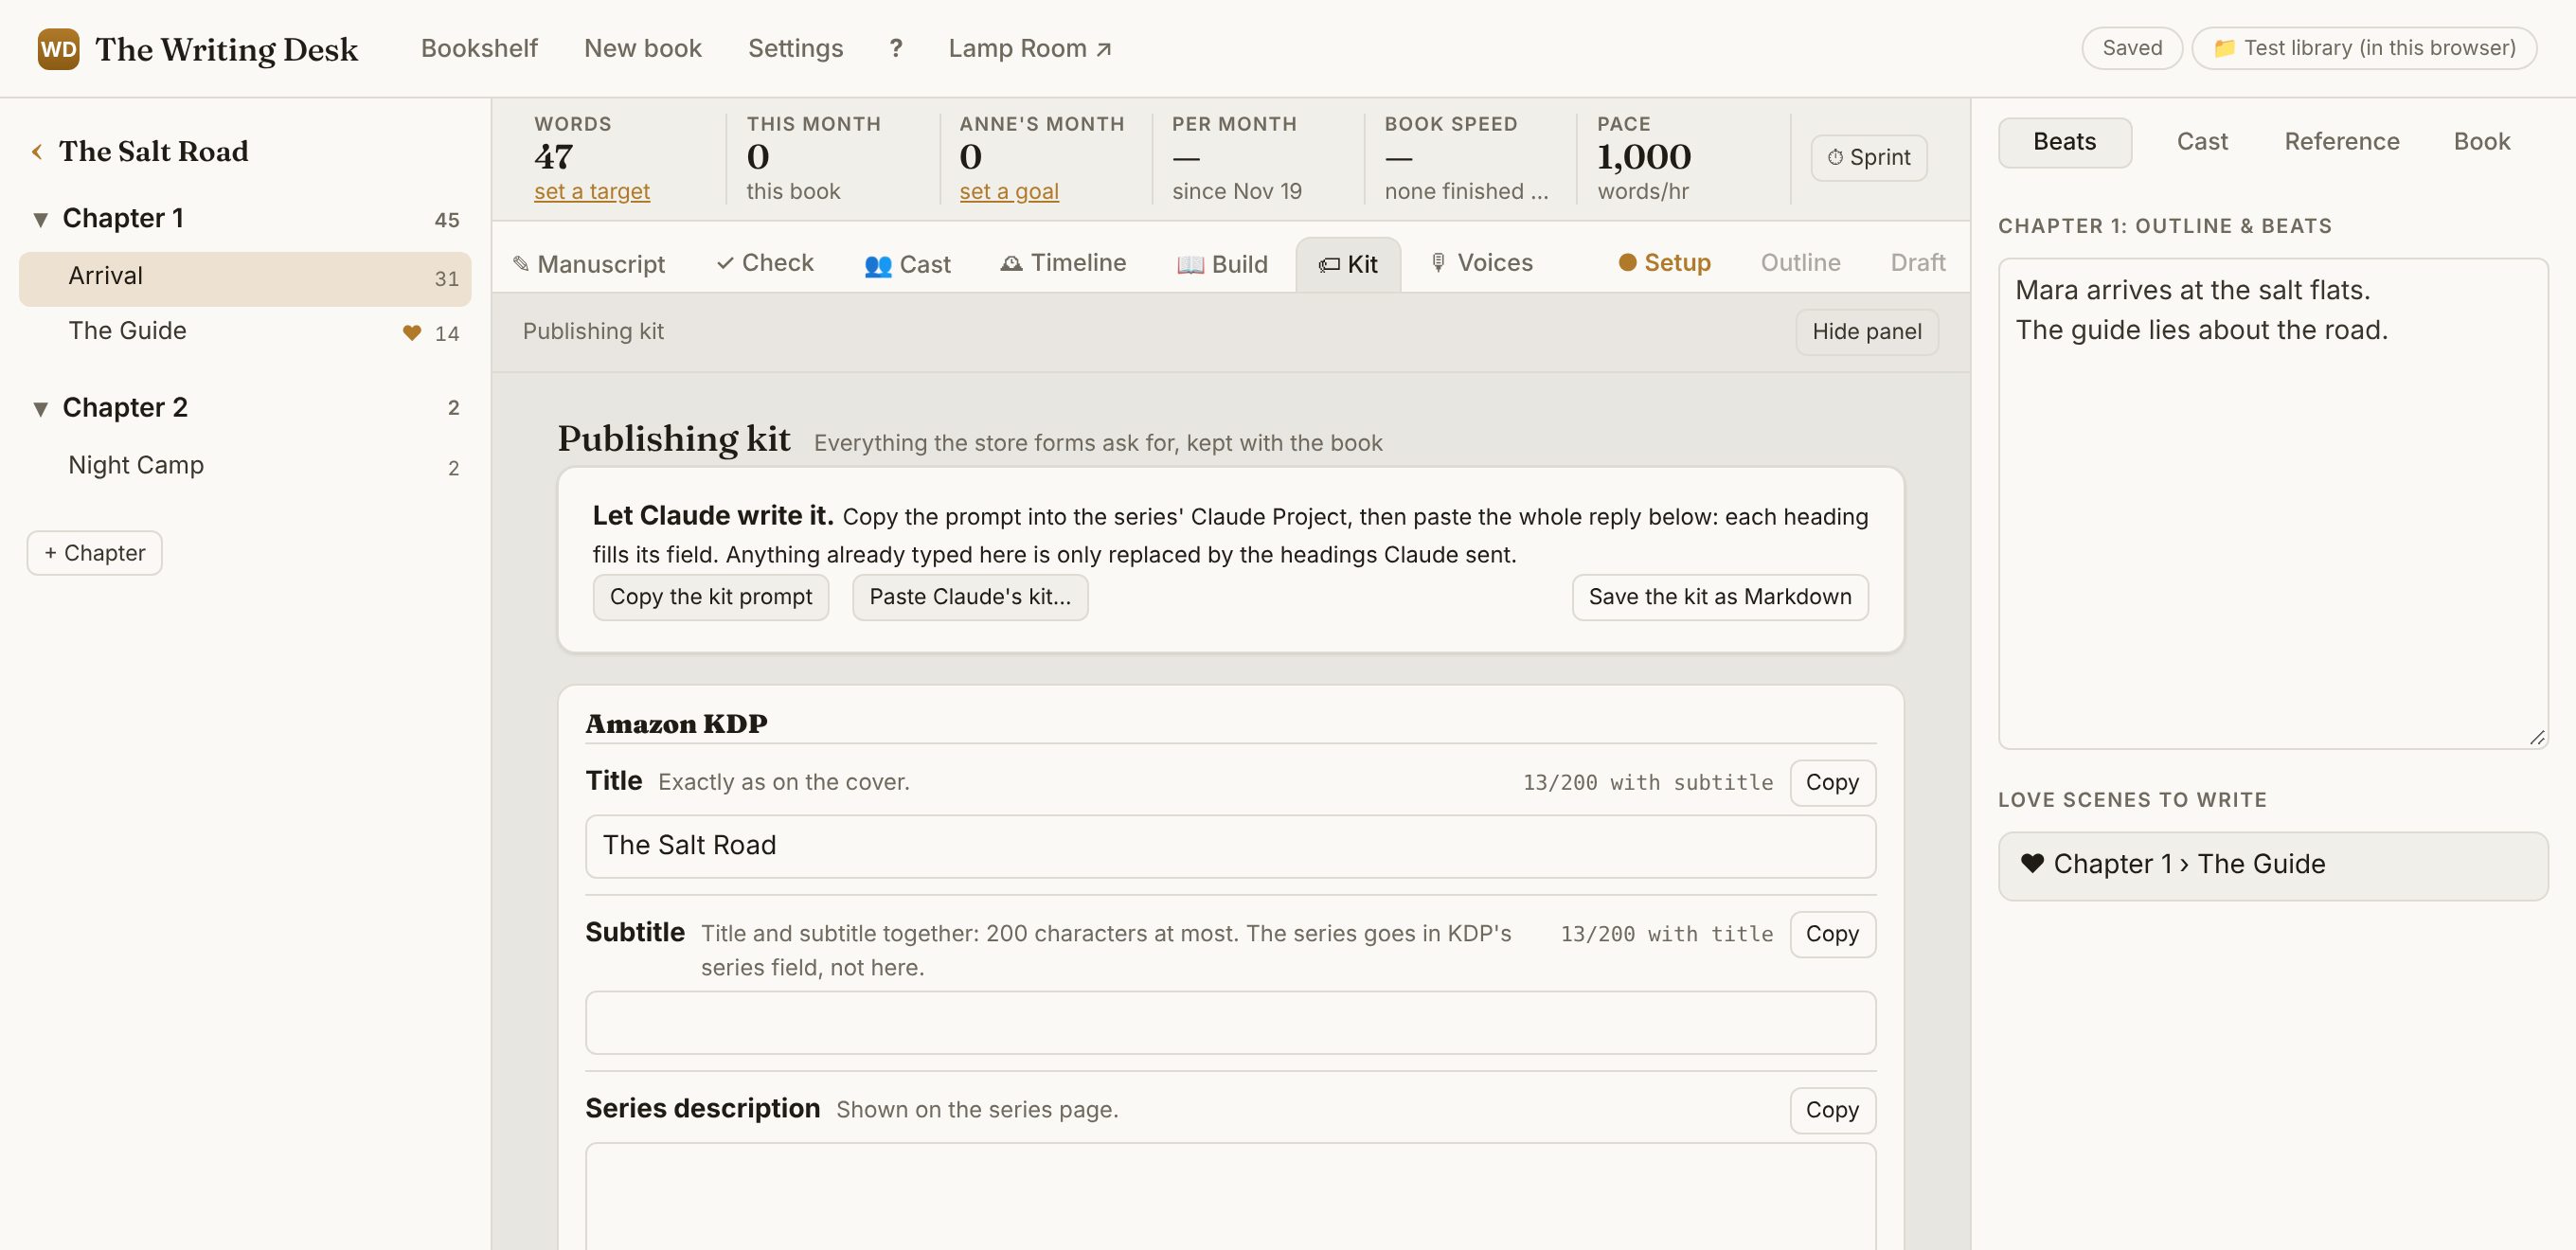 WD The Writing Desk Bookshelf New book Settings ? Lamp Room ↗ Saved 📁 Test library (in this browser)
‹ The Salt Road
▼ Chapter 1 45
Arrival 31
The Guide ♥ 14
▼ Chapter 2 2
Night Camp 2
+ Chapter
WORDS THIS MONTH ANNE'S MONTH PER MONTH BOOK SPEED PACE
47 0 0 — — 1,000 ⏱ Sprint
set a target this book set a goal since Nov 19 none finished ... words/hr
✎ Manuscript ✓ Check 👥 Cast 🕰 Timeline 📖 Build 🏷 Kit 🎙 Voices ● Setup Outline Draft
Publishing kit Hide panel
Publishing kit Everything the store forms ask for, kept with the book
Let Claude write it. Copy the prompt into the series' Claude Project, then paste the whole reply below: each heading
fills its field. Anything already typed here is only replaced by the headings Claude sent.
Copy the kit prompt Paste Claude's kit... Save the kit as Markdown
Amazon KDP
Title Exactly as on the cover. 13/200 with subtitle Copy
The Salt Road
Subtitle Title and subtitle together: 200 characters at most. The series goes in KDP's 13/200 with title Copy
series field, not here.
Series description Shown on the series page. Copy
Beats Cast Reference Book
CHAPTER 1: OUTLINE & BEATS
Mara arrives at the salt flats.
The guide lies about the road.
LOVE SCENES TO WRITE
♥ Chapter 1 › The Guide